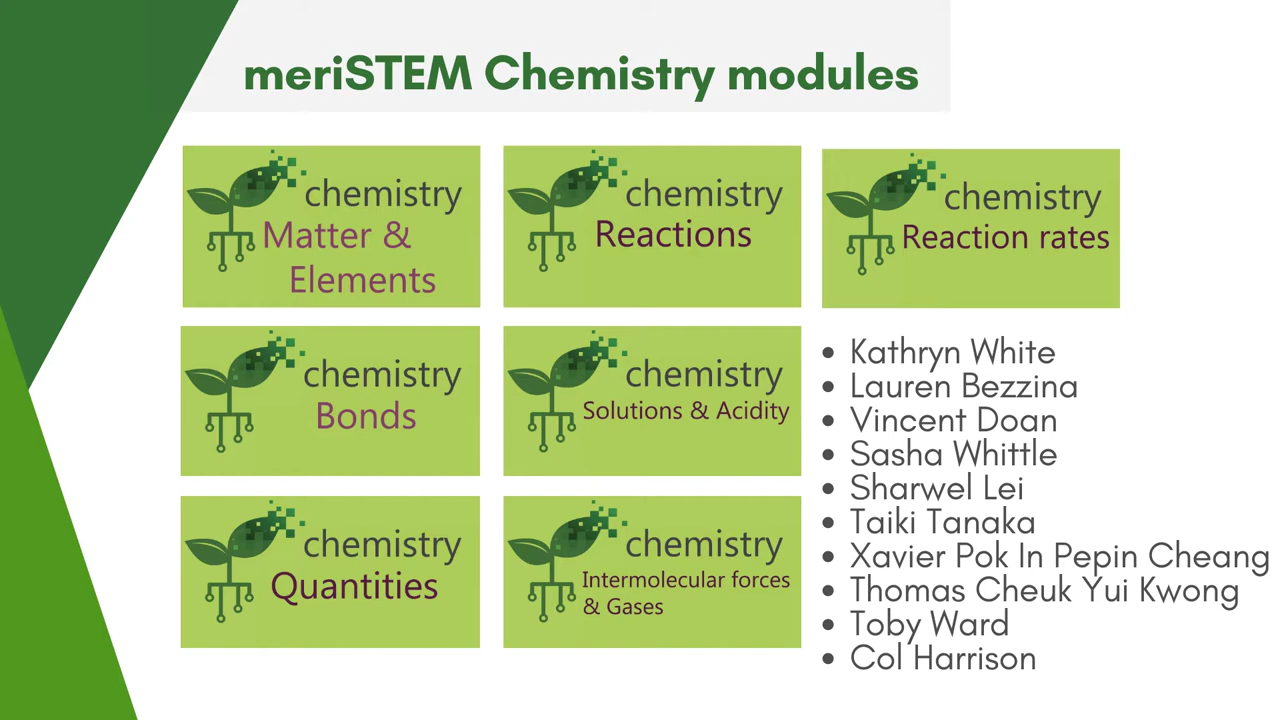 meriSTEM Chemistry modules
chemistry
Matter &
Elements
chemistry
Reactions
chemistry
Reaction rates
chemistry
Bonds
chemistry
Solutions & Acidity
chemistry
Quantities
chemistry
Intermolecular forces
& Gases
• Kathryn White
• Lauren Bezzina
• Vincent Doan
• Sasha Whittle
• Sharwel Lei
• Taiki Tanaka
• Xavier Pok In Pepin Cheang
• Thomas Cheuk Yui Kwong
• Toby Ward
• Col Harrison